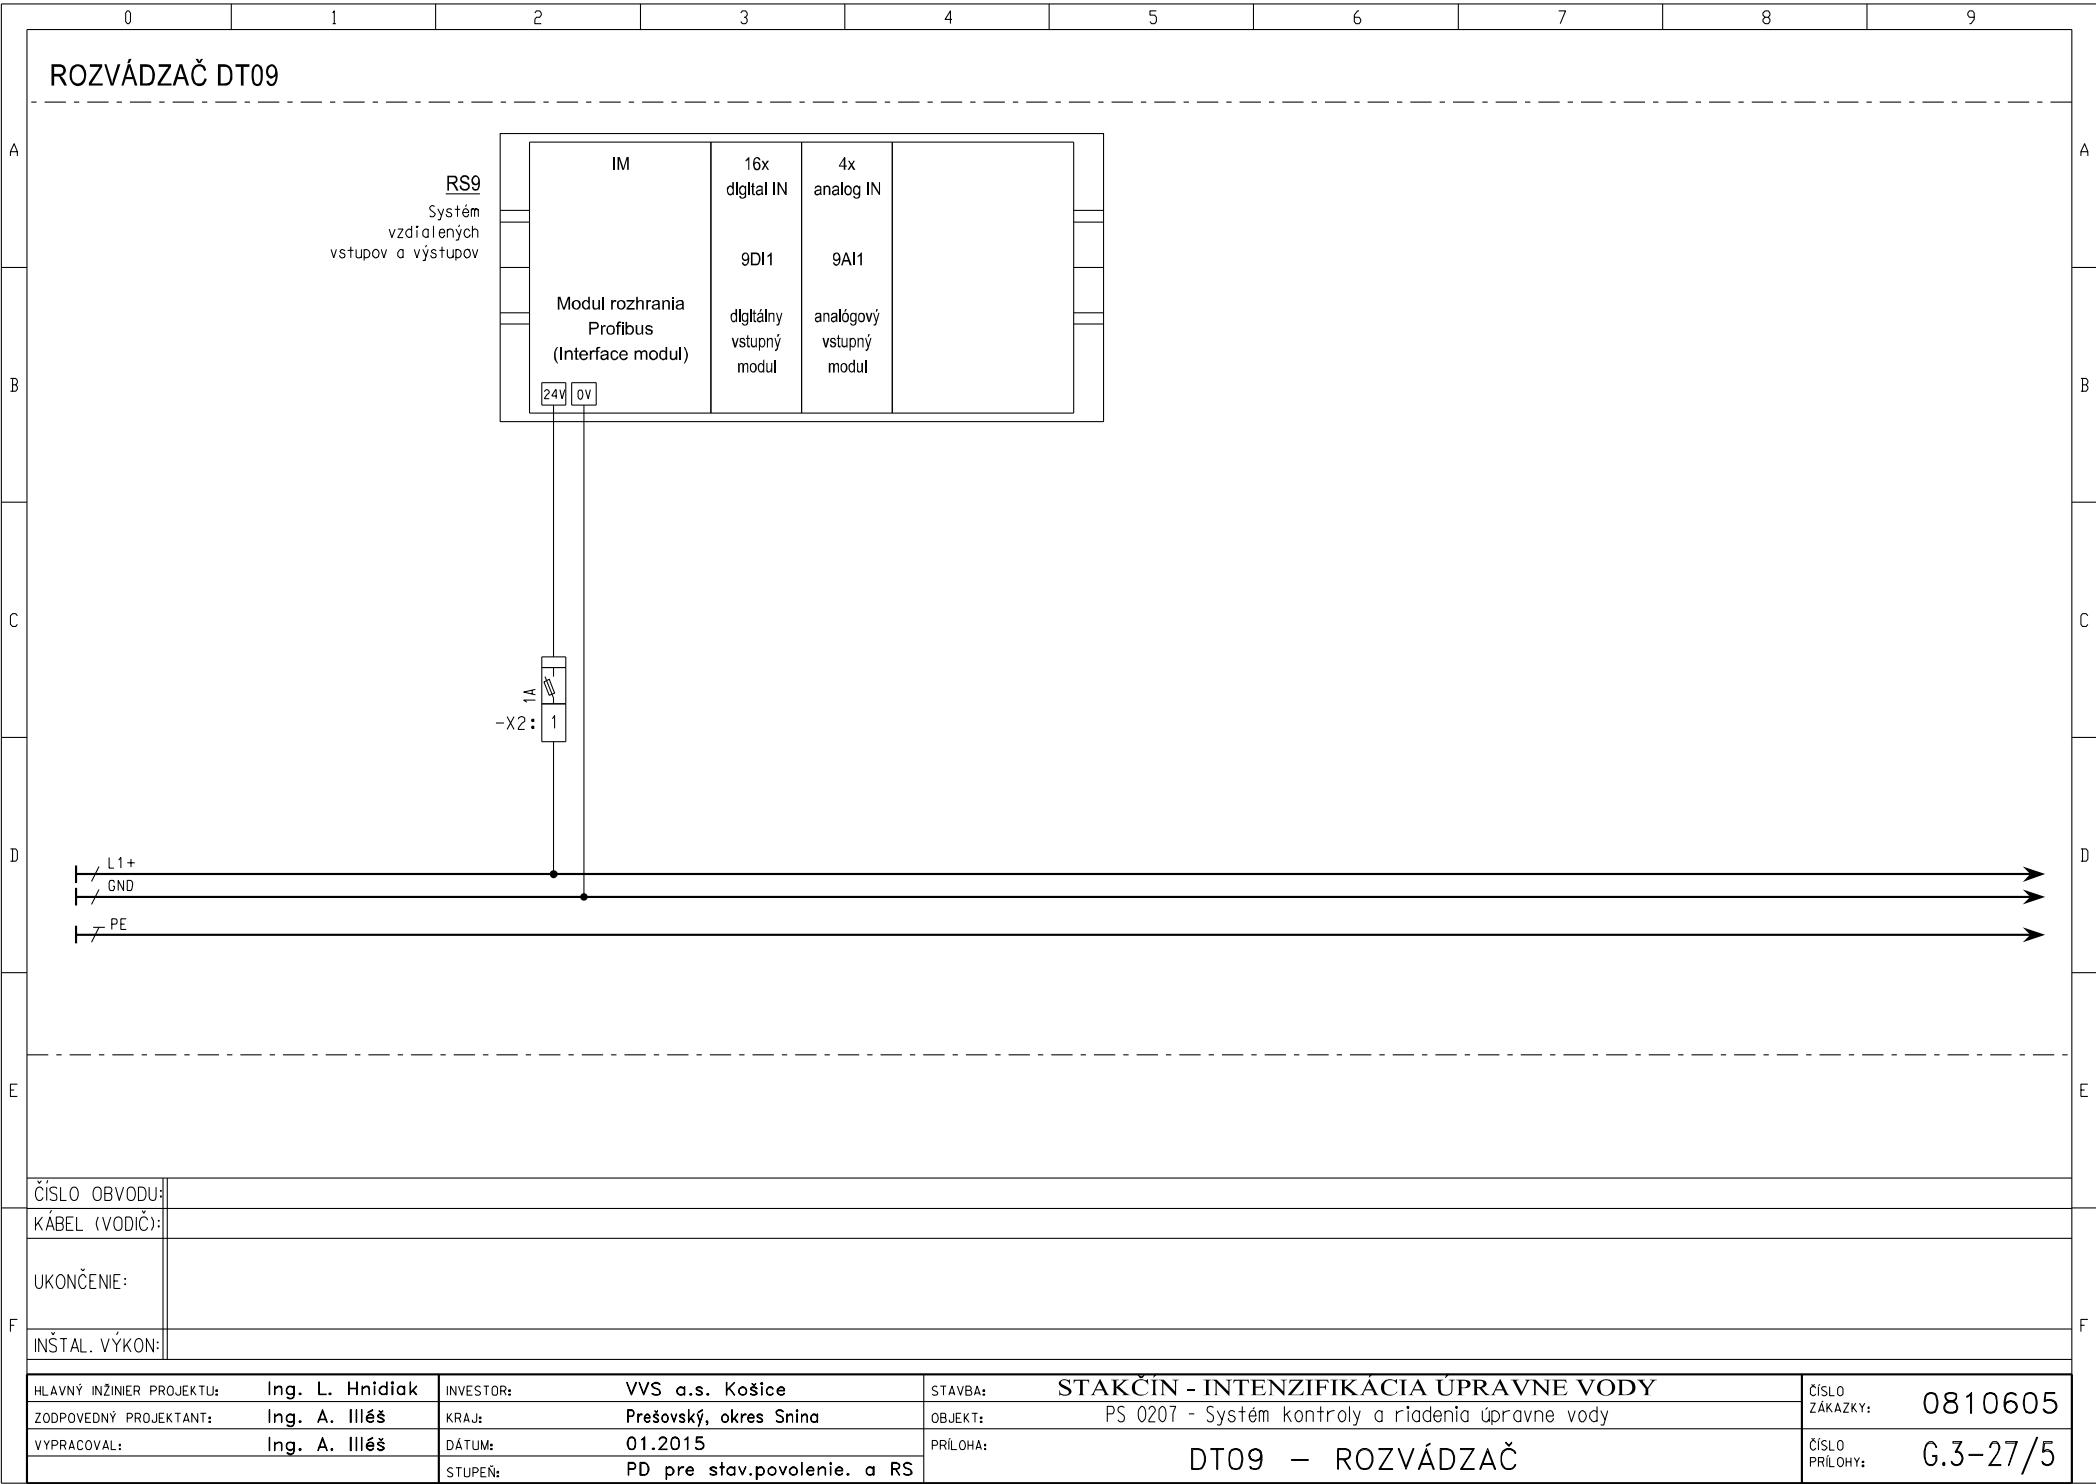 0 1 2 3 4 5 6 7 8 9
ROZVÁDZAČ DT09
A A
B B
C C
D D
E E
F F
RS9
Systém
vzdialených
vstupov a výstupov
IM
Modul rozhrania
Profibus
(Interface modul)
24V 0V
16x
digital IN
9DI1
digitálny
vstupný
modul
4x
analog IN
9AI1
analógový
vstupný
modul
1A
-X2: 1
L1+
GND
PE
ČÍSLO OBVODU:
KÁBEL (VODIČ):
UKONČENIE:
INŠTAL. VÝKON:
HLAVNÝ INŽINIER PROJEKTU: Ing. L. Hnidiak
ZODPOVEDNÝ PROJEKTANT: Ing. A. Illéš
VYPRACOVAL: Ing. A. Illéš
INVESTOR: VVS a.s. Košice
KRAJ: Prešovský, okres Snina
DÁTUM: 01.2015
STUPEŇ: PD pre stav.povolenie. a RS
STAVBA: STAKČÍN - INTENZIFIKÁCIA ÚPRAVNE VODY
OBJEKT: PS 0207 - Systém kontroly a riadenia úpravne vody
PRÍLOHA: DT09 – ROZVÁDZAČ
ČÍSLO
ZÁKAZKY: 0810605
ČÍSLO
PRÍLOHY: G.3-27/5